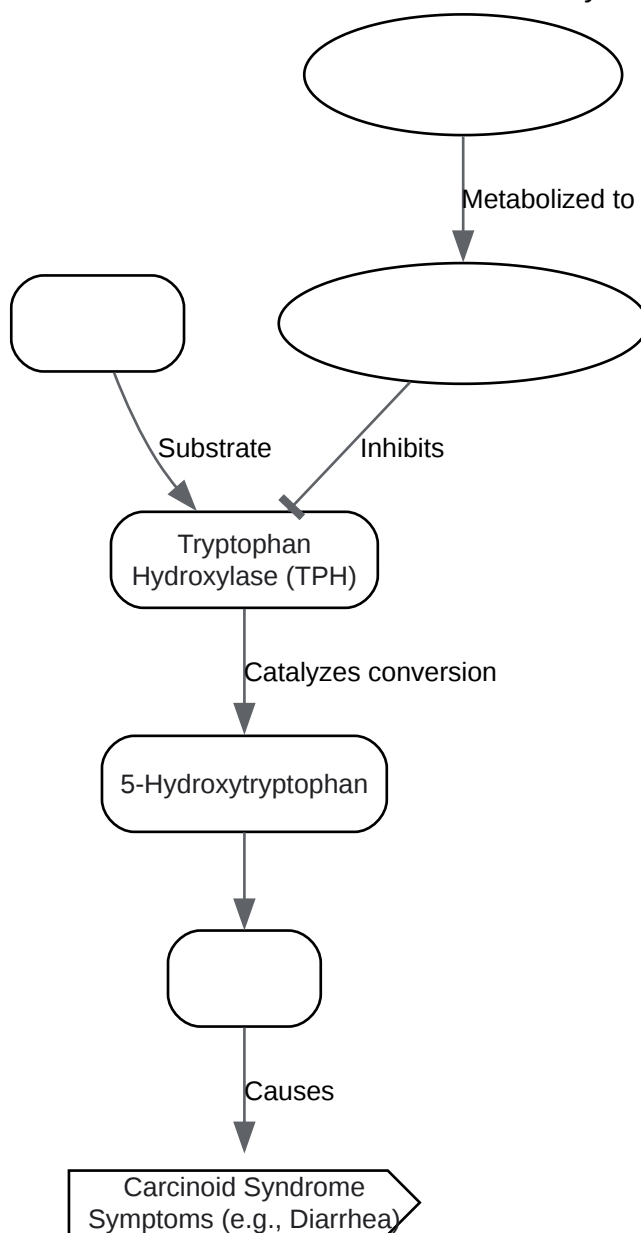 Metabolized to
Substrate
Inhibits
Tryptophan
Hydroxylase (TPH)
Catalyzes conversion
5-Hydroxytryptophan
Causes
Carcinoid Syndrome
Symptoms (e.g., Diarrhea)